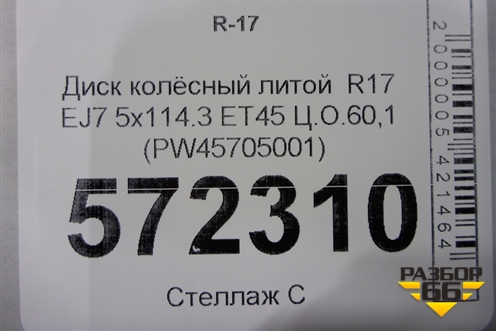 R-17
Диск колёсный литой R17
EJ7 5x114.3 ET45 Ц.О.60,1
(PW45705001)
572310
Стеллаж С
2000005421464
РАЗБОР
66